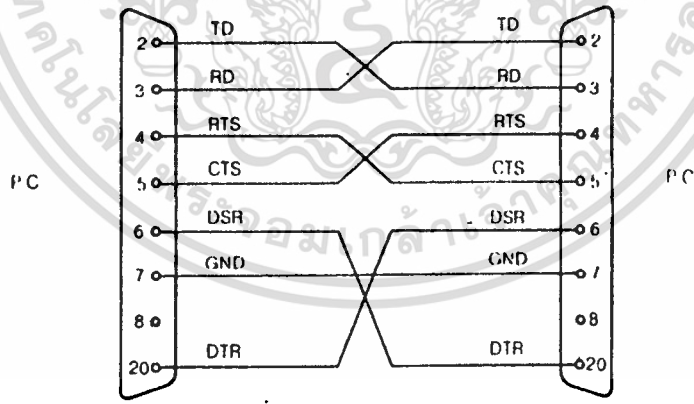 TD TD
2 2
RD RD
3 3
RTS RTS
4 4
CTS CTS
PC 5 5 PC
DSR DSR
6 6
GND GND
7 7
8 8
DTR DTR
20 20